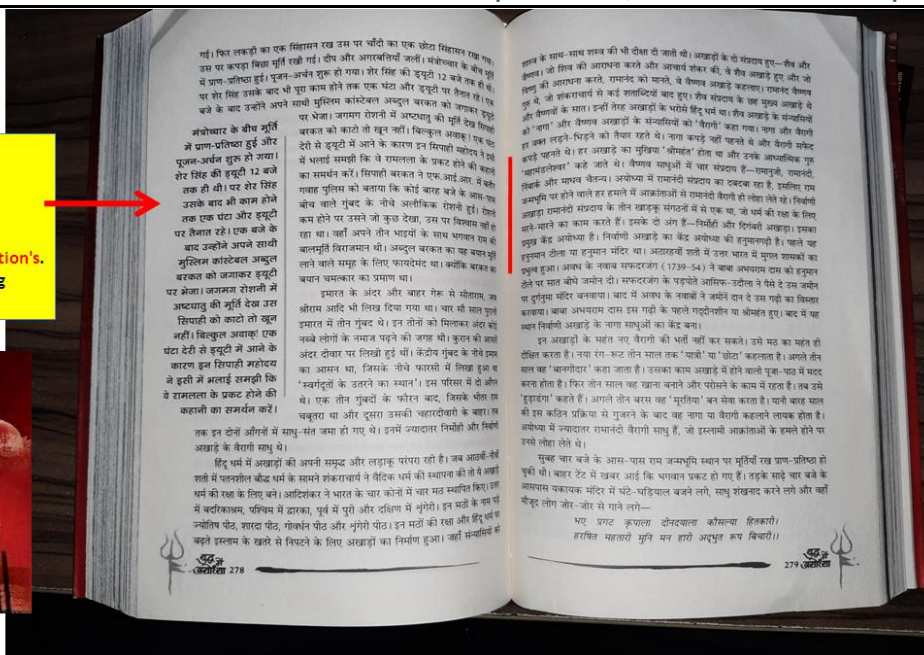 tion's.
g
गई। फिर लकड़ी का एक सिंहासन रख उस पर चाँदी का एक छोटा सिंहासन रखा गया।
उस पर कपड़ा बिछा मूर्ति रखी गई। दीप और अगरबत्तियाँ जलीं। मंत्रोच्चार के बीच मूर्ति
में प्राण-प्रतिष्ठा हुई। पूजन-अर्चन शुरू हो गया। शेर सिंह की ड्यूटी 12 बजे तक ही थी।
पर शेर सिंह उसके बाद भी पूरा काम होने तक एक घंटा और ड्यूटी पर तैनात रहे। एक
बजे के बाद उन्होंने अपने साथी मुस्लिम कांस्टेबल अब्दुल बरकत को जगाकर ड्यूटी
पर भेजा। जगमग रोशनी में अष्टधातु की मूर्ति देख सिपाही
बरकत को काटो तो खून नहीं। बिल्कुल अवाक्! एक घंटा
देरी से ड्यूटी में आने के कारण इन सिपाही महोदय ने इसी
में भलाई समझी कि वे रामलला के प्रकट होने की कहानी
का समर्थन करें। सिपाही बरकत ने एफ.आई.आर. में बतौर
गवाह पुलिस को बताया कि कोई बारह बजे के आस-पास
बीच वाले गुंबद के नीचे अलौकिक रोशनी हुई। रोशनी
कम होने पर उसने जो कुछ देखा, उस पर विश्वास नहीं हो
रहा था। वहाँ अपने तीन भाइयों के साथ भगवान राम की
बालमूर्ति विराजमान थी। अब्दुल बरकत का यह बयान मूर्ति
लाने वाले समूह के लिए फायदेमंद था। क्योंकि बरकत का
बयान चमत्कार का प्रमाण था।
इमारत के अंदर और बाहर गेरू से सीताराम, जय
श्रीराम आदि भी लिख दिया गया था। चार सौ साल पुरानी
इमारत में तीन गुंबद थे। इन तीनों को मिलाकर अंदर कोई
नब्बे लोगों के नमाज पढ़ने की जगह थी। कुरान की आयतें
अंदर दीवार पर लिखी हुई थीं। केंद्रीय गुंबद के नीचे इमाम
का आसन था, जिसके नीचे फारसी में लिखा हुआ था
'स्वर्गदूतों के उतरने का स्थान'। इस परिसर में दो आँगन
थे। एक तीन गुंबदों के फौरन बाद, जिसके भीतर राम
चबूतरा था और दूसरा उसकी चहारदीवारी के बाहर। तब
मंत्रोच्चार के बीच मूर्ति
में प्राण-प्रतिष्ठा हुई और
पूजन-अर्चन शुरू हो गया।
शेर सिंह की ड्यूटी 12 बजे
तक ही थी। पर शेर सिंह
उसके बाद भी काम होने
तक एक घंटा और ड्यूटी
पर तैनात रहे। एक बजे के
बाद उन्होंने अपने साथी
मुस्लिम कांस्टेबल अब्दुल
बरकत को जगाकर ड्यूटी
पर भेजा। जगमग रोशनी में
अष्टधातु की मूर्ति देख उस
सिपाही को काटो तो खून
नहीं। बिल्कुल अवाक्! एक
घंटा देरी से ड्यूटी में आने के
कारण इन सिपाही महोदय
ने इसी में भलाई समझी कि
वे रामलला के प्रकट होने की
कहानी का समर्थन करें।
तक इन दोनों आँगनों में साधु-संत जमा हो गए थे। इनमें ज्यादातर निर्मोही और निर्वाणी
अखाड़े के वैरागी साधु थे।
हिंदू धर्म में अखाड़ों की अपनी समृद्ध और लड़ाकू परंपरा रही है। जब आठवीं-नौवीं
शती में पतनशील बौद्ध धर्म के सामने शंकराचार्य ने वैदिक धर्म की स्थापना की तो ये अखाड़े
धर्म की रक्षा के लिए बने। आदिशंकर ने भारत के चार कोनों में चार मठ स्थापित किए। उत्तर
में बदरिकाश्रम, पश्चिम में द्वारका, पूर्व में पुरी और दक्षिण में शृंगेरी। इन मठों के नाम पड़े
ज्योतिष पीठ, शारदा पीठ, गोवर्धन पीठ और शृंगेरी पीठ। इन मठों की रक्षा और हिंदू धर्म पर
बढ़ते इस्लाम के खतरे से निपटने के लिए अखाड़ों का निर्माण हुआ। जहाँ संन्यासियों को
युद्ध में अयोध्या 278
शास्त्र के साथ-साथ शस्त्र की भी दीक्षा दी जाती थी। अखाड़ों के दो संप्रदाय हुए—शैव और
वैष्णव। जो शिव की आराधना करते और आचार्य शंकर की, वे शैव अखाड़े हुए और जो
विष्णु की आराधना करते, रामानंद को मानते, वे वैष्णव अखाड़े कहलाए। रामानंद वैष्णव
गुरु थे, जो शंकराचार्य से कई शताब्दियों बाद हुए। शैव संप्रदाय के छह मुख्य अखाड़े थे
और वैष्णवों के सात। इन्हीं तेरह अखाड़ों के भरोसे हिंदू धर्म था। शैव अखाड़े के संन्यासियों
को 'नागा' और वैष्णव अखाड़ों के संन्यासियों को 'वैरागी' कहा गया। नागा और वैरागी
हर वक्त लड़ने-भिड़ने को तैयार रहते थे। नागा कपड़े नहीं पहनते थे और वैरागी सफेद
कपड़े पहनते थे। हर अखाड़े का मुखिया 'श्रीमहंत' होता था और उनके आध्यात्मिक गुरु
'महामंडलेश्वर' कहे जाते थे। वैष्णव साधुओं में चार संप्रदाय हैं—रामानुजी, रामानंदी,
निंबार्क और माधव चैतन्य। अयोध्या में रामानंदी संप्रदाय का दबदबा रहा है, इसलिए राम
जन्मभूमि पर होने वाले हर हमले में आक्रांताओं से रामानंदी वैरागी ही लोहा लेते रहे। निर्वाणी
अखाड़ा रामानंदी संप्रदाय के तीन खाड़कू संगठनों में से एक था, जो धर्म की रक्षा के लिए
मरने-मारने का काम करते हैं। इसके दो अंग हैं—निर्मोही और दिगंबरी अखाड़ा। इसका
प्रमुख केंद्र अयोध्या है। निर्वाणी अखाड़े का केंद्र अयोध्या की हनुमानगढ़ी है। पहले यह
हनुमान टीला या हनुमान मंदिर था। अठारहवीं शती में उत्तर भारत में मुगल शासकों का
प्रभुत्व हुआ। अवध के नवाब सफदरजंग (1739-54) ने बाबा अभयराम दास को हनुमान
टीले पर सात बीघे जमीन दी। सफदरजंग के पड़पोते आसिफ-उदौला ने पैसे दे उस जमीन
पर दुर्गनुमा मंदिर बनवाया। बाद में अवध के नवाबों ने जमीनें दान दे उस गढ़ी का विस्तार
करवाया। बाबा अभयराम दास इस गढ़ी के पहले गद्दीनशीन या श्रीमहंत हुए। बाद में यह
स्थान निर्वाणी अखाड़े के नागा साधुओं का केंद्र बना।
इन अखाड़ों के महंत नए वैरागी की भर्ती नहीं कर सकते। उसे मठ का महंत ही
दीक्षित करता है। नया रंग-रूट तीन साल तक 'यात्री' या 'छोटा' कहलाता है। अगले तीन
साल वह 'बानगीदार' कहा जाता है। उसका काम अखाड़े में होने वाली पूजा-पाठ में मदद
करना होता है। फिर तीन साल वह खाना बनाने और परोसने के काम में रहता है। तब उसे
'हुड़दंगा' कहते हैं। अगले तीन बरस वह 'मुरतिया' बन सेवा करता है। यानी बारह साल
की इस कठिन प्रक्रिया से गुजरने के बाद वह नागा या वैरागी कहलाने लायक होता है।
अयोध्या में ज्यादातर रामानंदी वैरागी साधु हैं, जो इस्लामी आक्रांताओं के हमले होने पर
उनसे लोहा लेते थे।
सुबह चार बजे के आस-पास राम जन्मभूमि स्थान पर मूर्तियाँ रख प्राण-प्रतिष्ठा हो
चुकी थी। बाहर टेंट में खबर आई कि भगवान प्रकट हो गए हैं। तड़के साढ़े चार बजे के
आसपास यकायक मंदिर में घंटे-घड़ियाल बजने लगे, साधु शंखनाद करने लगे और वहाँ
मौजूद लोग जोर-जोर से गाने लगे—
भए प्रगट कृपाला दीनदयाला कौसल्या हितकारी।
हरषित महतारी मुनि मन हारी अद्भुत रूप बिचारी।।
279 युद्ध में अयोध्या